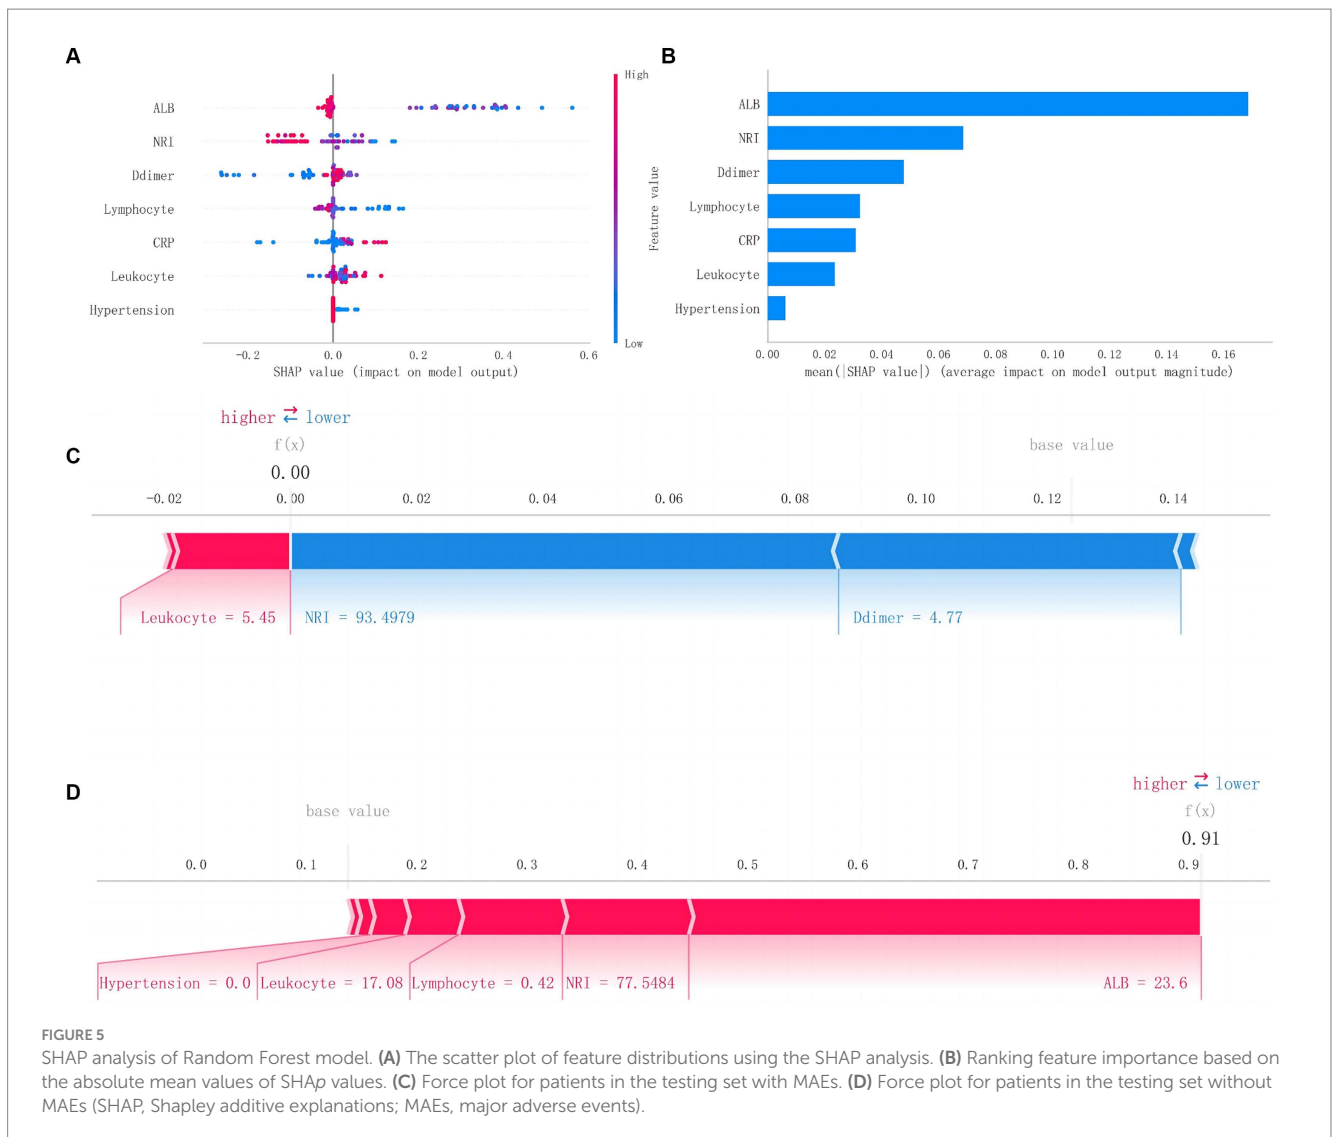 A
High
ALB
NRI
Ddimer
Lymphocyte
CRP
Leukocyte
Hypertension
Feature value
Low
−0.2 0.0 0.2 0.4 0.6
SHAP value (impact on model output)
B
ALB
NRI
Ddimer
Lymphocyte
CRP
Leukocyte
Hypertension
0.00 0.02 0.04 0.06 0.08 0.10 0.12 0.14 0.16
mean(|SHAP value|) (average impact on model output magnitude)
higher ⇄ lower
C
f(x)
base value
0.00
−0.02 0.00 0.02 0.04 0.06 0.08 0.10 0.12 0.14
Leukocyte = 5.45
NRI = 93.4979
Ddimer = 4.77
D
higher ⇄ lower
base value
f(x)
0.91
0.0 0.1 0.2 0.3 0.4 0.5 0.6 0.7 0.8 0.9
Hypertension = 0.0
Leukocyte = 17.08
Lymphocyte = 0.42
NRI = 77.5484
ALB = 23.6
FIGURE 5
SHAP analysis of Random Forest model. (A) The scatter plot of feature distributions using the SHAP analysis. (B) Ranking feature importance based on
the absolute mean values of SHAp values. (C) Force plot for patients in the testing set with MAEs. (D) Force plot for patients in the testing set without
MAEs (SHAP, Shapley additive explanations; MAEs, major adverse events).